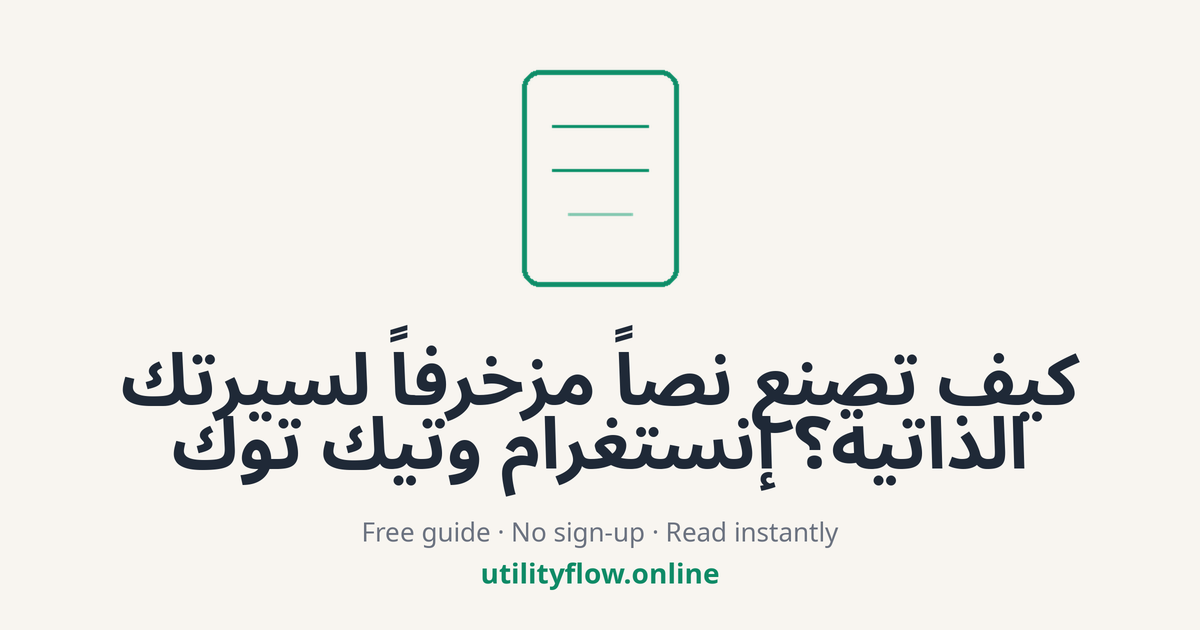 كيف تصنع نصاً مزخرفاً لسيرتك
الذاتية؟ إنستغرام وتيك توك
Free guide · No sign-up · Read instantly
utilityflow.online